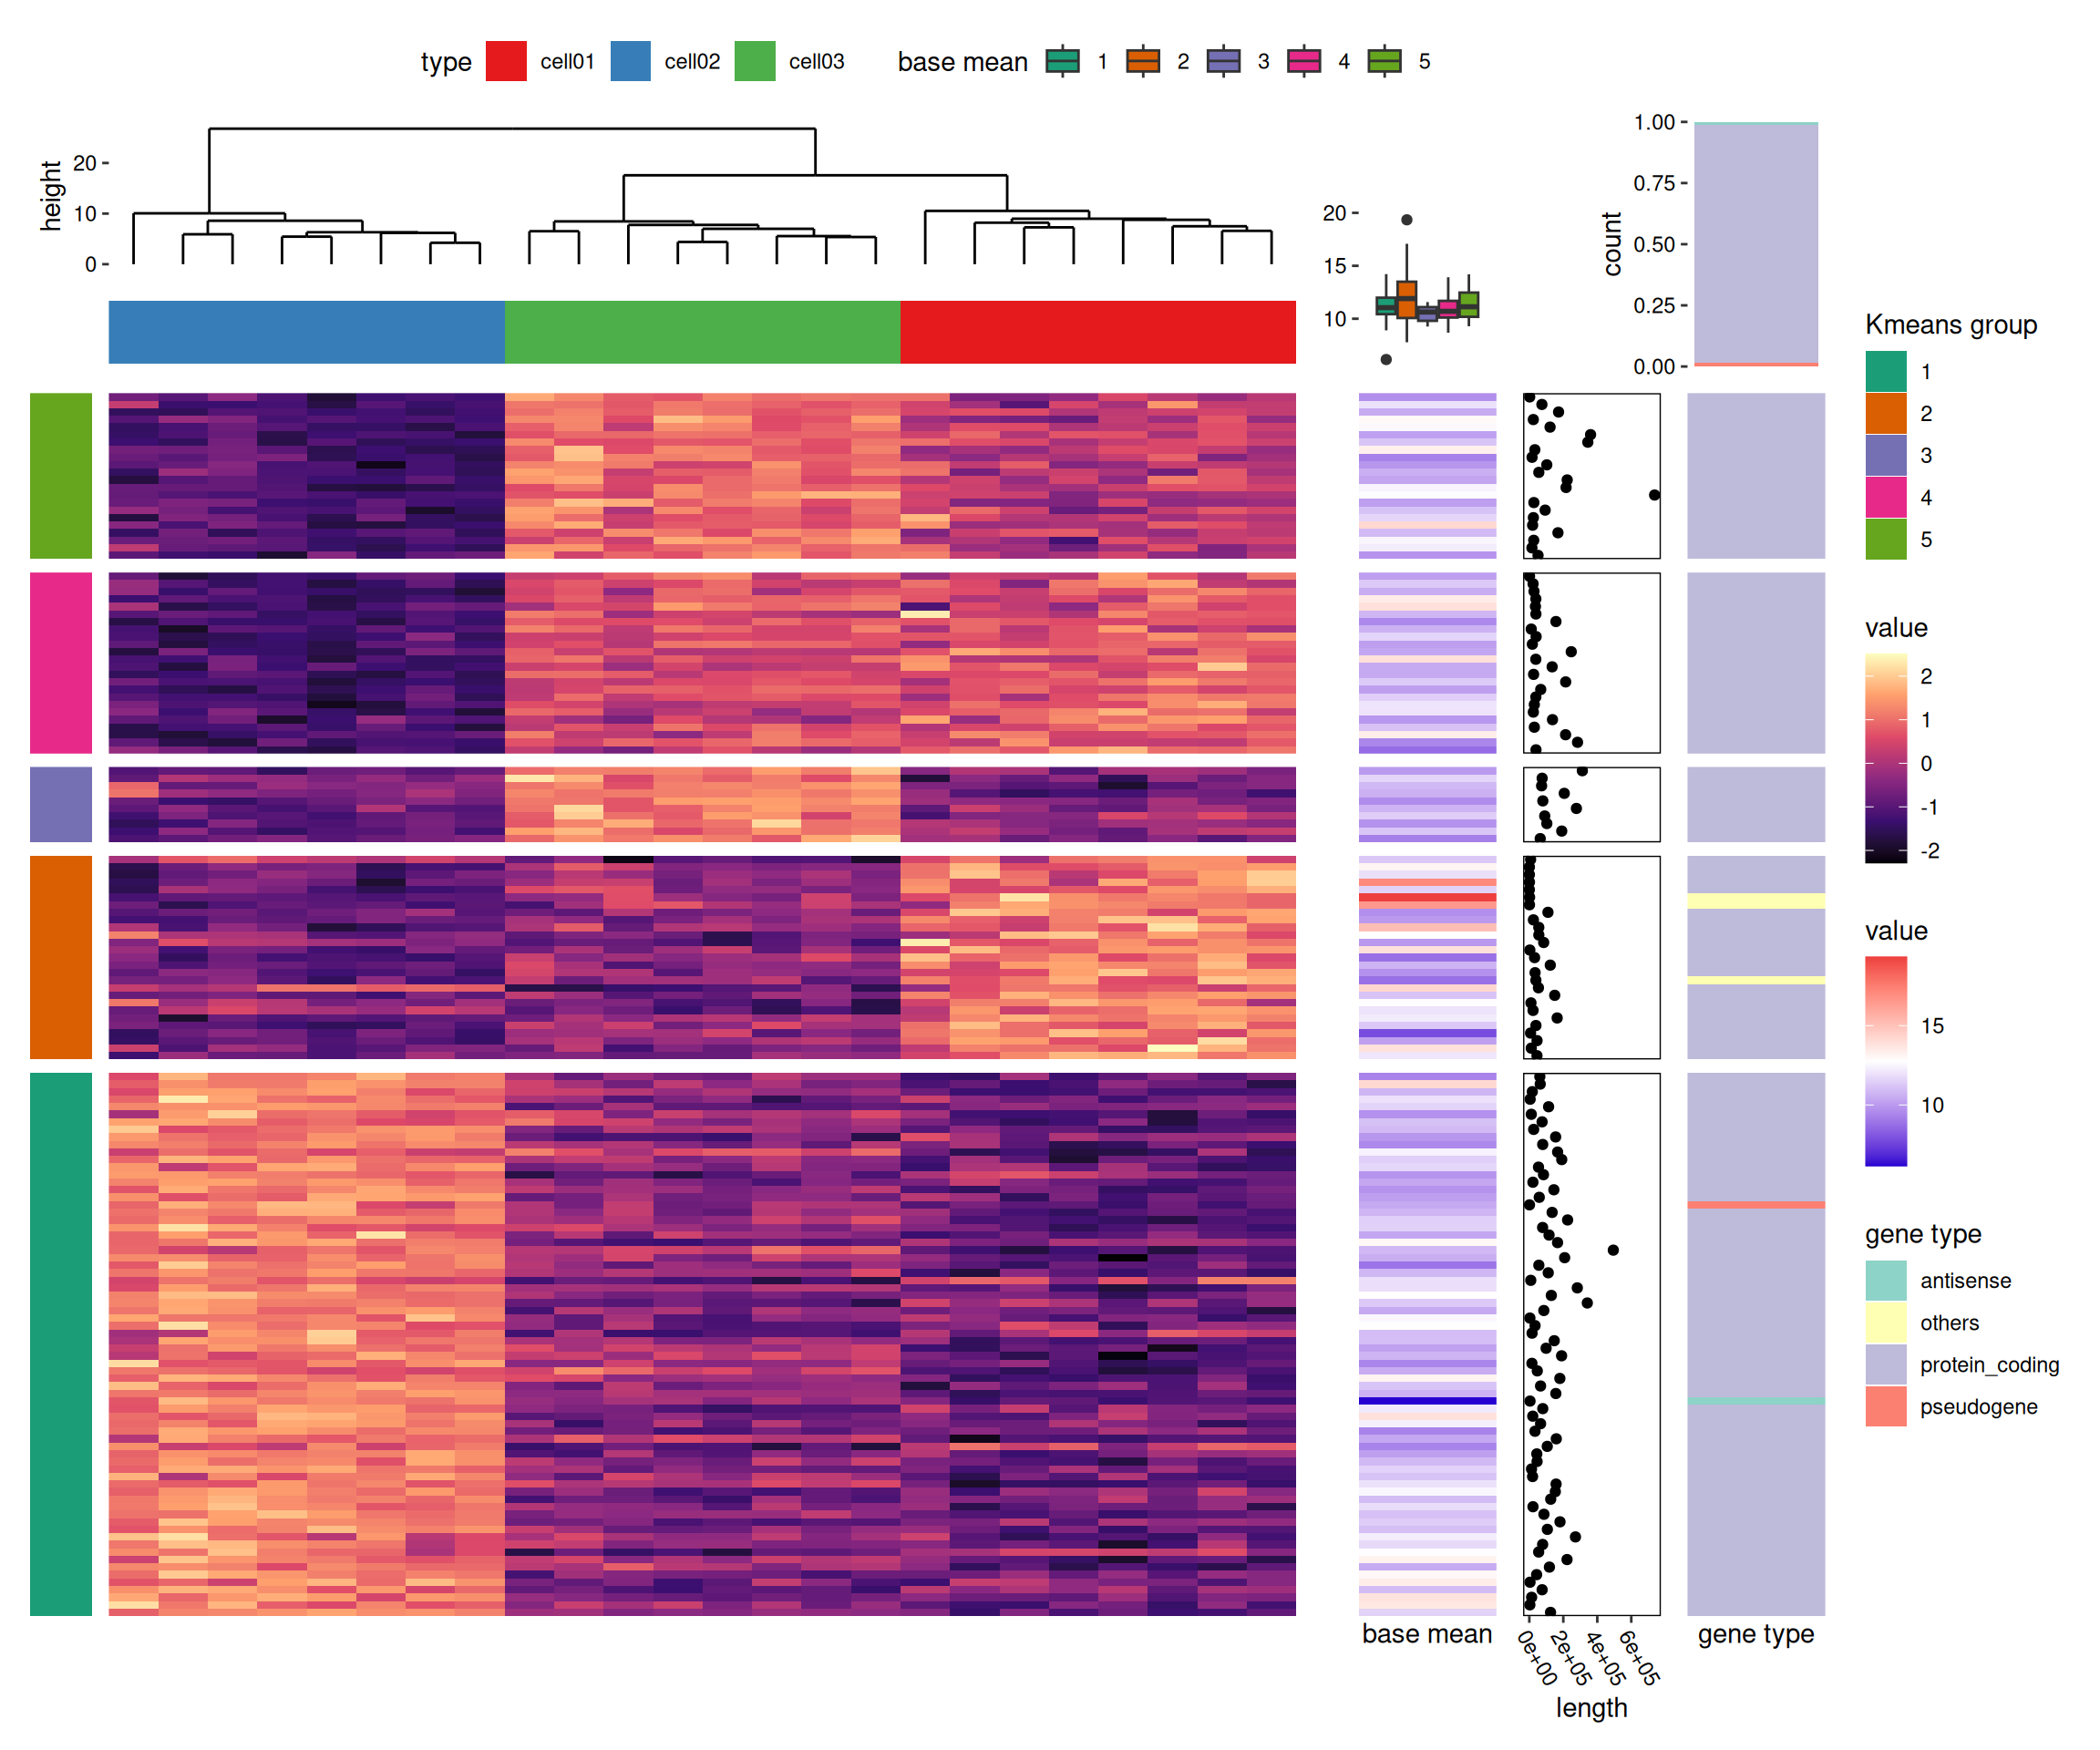 type cell01 cell02 cell03 base mean 1 2 3 4 5
height
20
10
0
20
15
10
count
1.00
0.75
0.50
0.25
0.00
Kmeans group
1
2
3
4
5
value
2
1
0
-1
-2
value
15
10
gene type
antisense
others
protein_coding
pseudogene
base mean
0e+00
2e+05
4e+05
6e+05
length
gene type